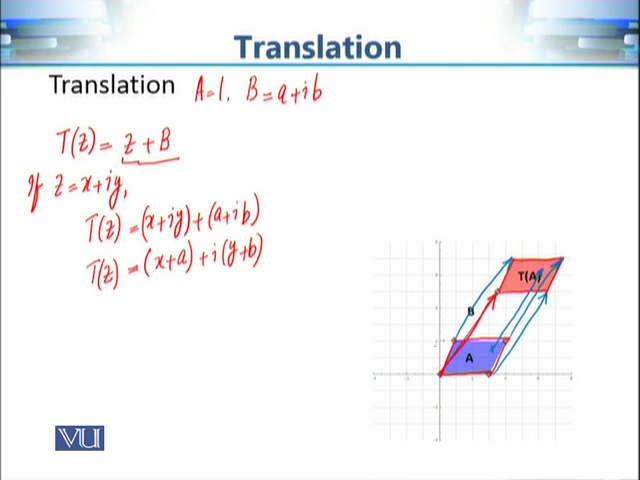 Translation
Translation A=1, B=a+ib
T(z)= z+B
If z=x+iy,
T(z)=(x+iy)+(a+ib)
T(z)=(x+a)+i(y+b)
T(A)
B
A
VU